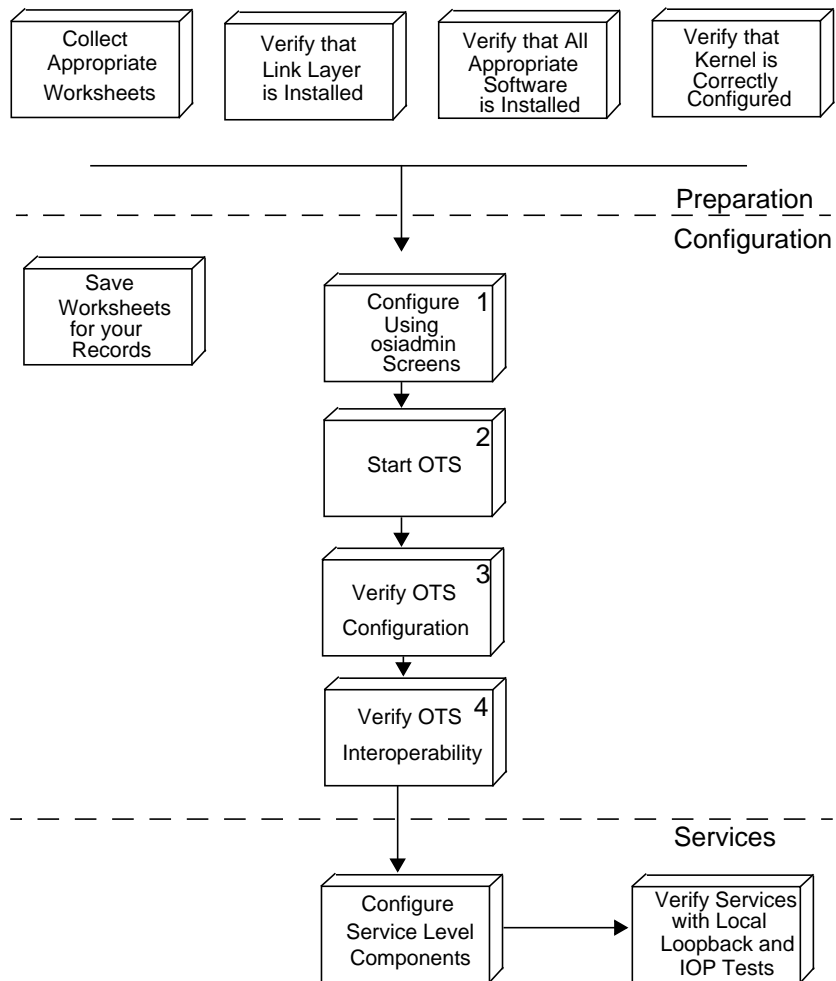 Collect
Appropriate
Worksheets
Verify that
Link Layer
is Installed
Verify that All
Appropriate
Software
is Installed
Verify that
Kernel is
Correctly
Configured
Preparation
Configuration
Save
Worksheets
for your
Records
1
Configure
Using
osiadmin
Screens
2
Start OTS
3
Verify OTS
Configuration
4
Verify OTS
Interoperability
Services
Configure
Service Level
Components
Verify Services
with Local
Loopback and
IOP Tests